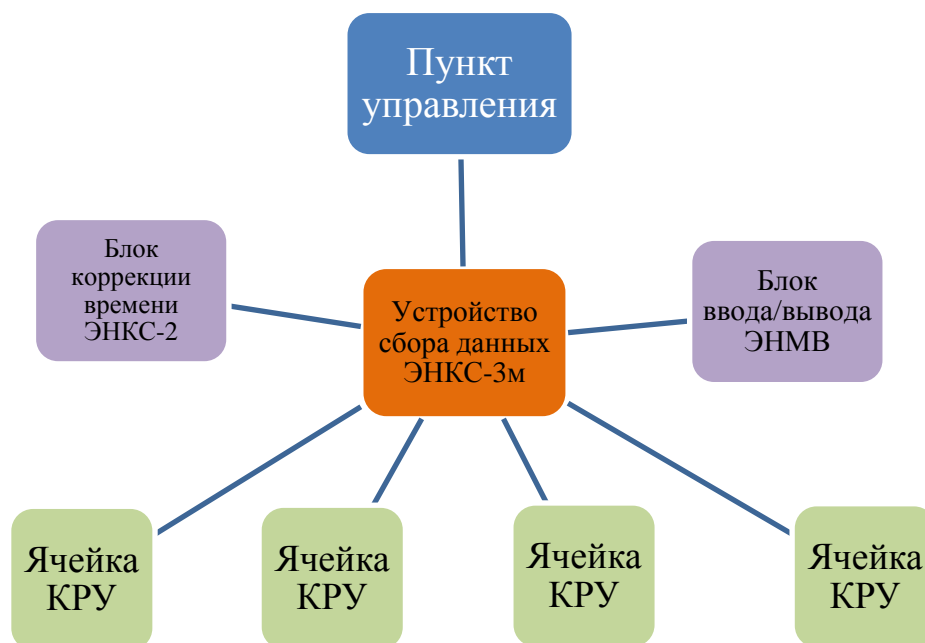 Пункт
управления
Блок
коррекции
времени
ЭНКС-2
Устройство
сбора данных
ЭНКС-3м
Блок
ввода/вывода
ЭНМВ
Ячейка
КРУ
Ячейка
КРУ
Ячейка
КРУ
Ячейка
КРУ